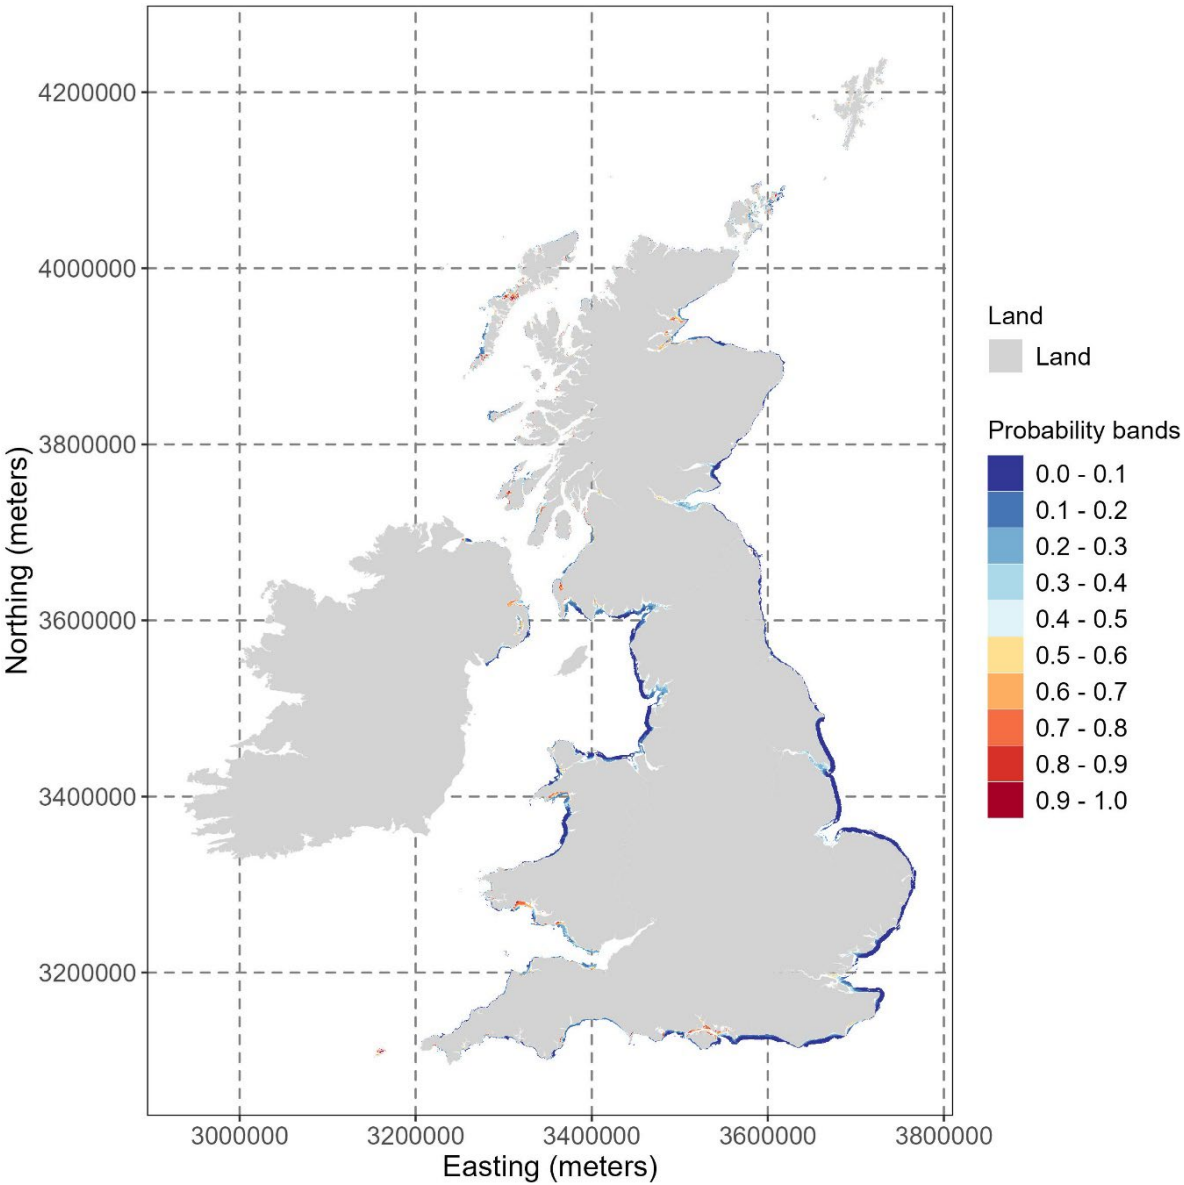 4200000
4000000
3800000
3600000
3400000
3200000
Northing (meters)
3000000 3200000 3400000 3600000 3800000
Easting (meters)
Land
Land
Probability bands
0.0 - 0.1
0.1 - 0.2
0.2 - 0.3
0.3 - 0.4
0.4 - 0.5
0.5 - 0.6
0.6 - 0.7
0.7 - 0.8
0.8 - 0.9
0.9 - 1.0